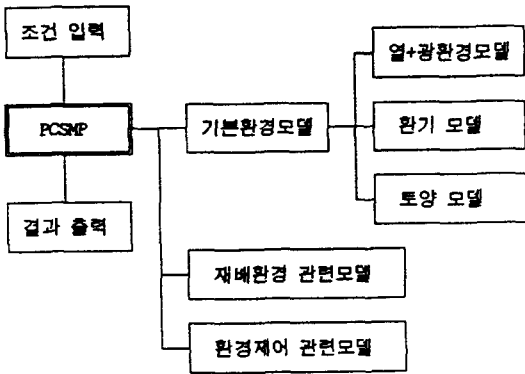 조건 입력
열+광환경모델
PCSMP
기본환경모델
환기 모델
토양 모델
결과 출력
재배환경 관련모델
환경제어 관련모델